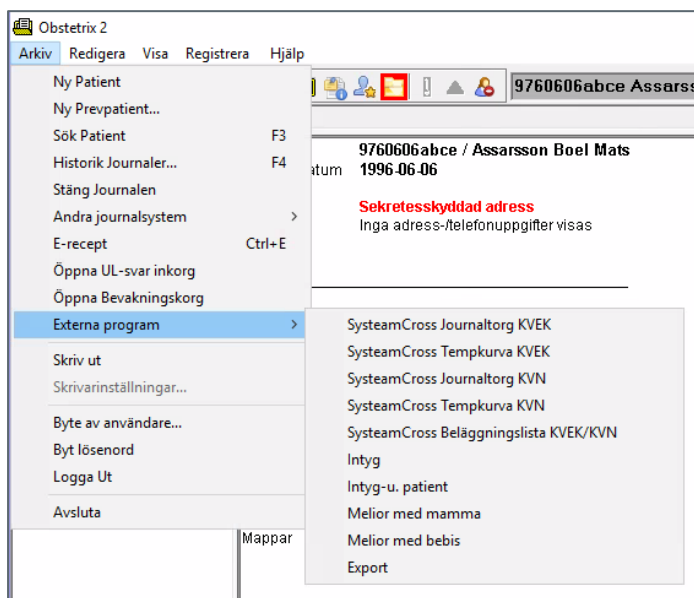 Obstetrix 2
Arkiv Redigera Visa Registrera Hjälp
9760606abce Assarss
Ny Patient
Ny Prevpatient...
Sök Patient F3
Historik Journaler... F4
Stäng Journalen
Andra journalsystem
E-recept Ctrl+E
Öppna UL-svar inkorg
Öppna Bevakningskorg
Externa program
Skriv ut
Skrivarinställningar...
Byte av användare...
Byt lösenord
Logga Ut
Avsluta
9760606abce / Assarsson Boel Mats
atum 1996-06-06
Sekretesskyddad adress
Inga adress-/telefonuppgifter visas
SysteamCross Journaltorg KVEK
SysteamCross Tempkurva KVEK
SysteamCross Journaltorg KVN
SysteamCross Tempkurva KVN
SysteamCross Beläggningslista KVEK/KVN
Intyg
Intyg-u. patient
Melior med mamma
Melior med bebis
Export
Mappar